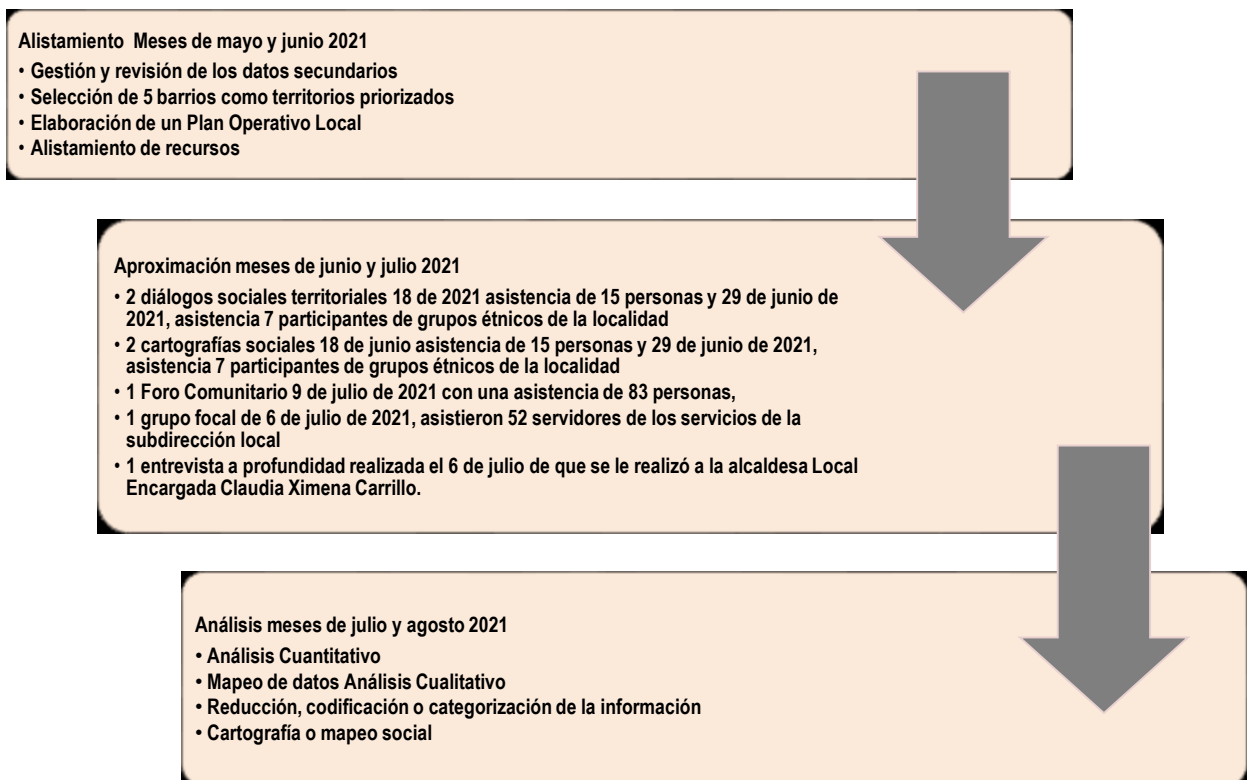 Alistamiento Meses de mayo y junio 2021
• Gestión y revisión de los datos secundarios
• Selección de 5 barrios como territorios priorizados
• Elaboración de un Plan Operativo Local
• Alistamiento de recursos
Aproximación meses de junio y julio 2021
• 2 diálogos sociales territoriales 18 de 2021 asistencia de 15 personas y 29 de junio de
2021, asistencia 7 participantes de grupos étnicos de la localidad
• 2 cartografías sociales 18 de junio asistencia de 15 personas y 29 de junio de 2021,
asistencia 7 participantes de grupos étnicos de la localidad
• 1 Foro Comunitario 9 de julio de 2021 con una asistencia de 83 personas,
• 1 grupo focal de 6 de julio de 2021, asistieron 52 servidores de los servicios de la
subdirección local
• 1 entrevista a profundidad realizada el 6 de julio de que se le realizó a la alcaldesa Local
Encargada Claudia Ximena Carrillo.
Análisis meses de julio y agosto 2021
• Análisis Cuantitativo
• Mapeo de datos Análisis Cualitativo
• Reducción, codificación o categorización de la información
• Cartografía o mapeo social